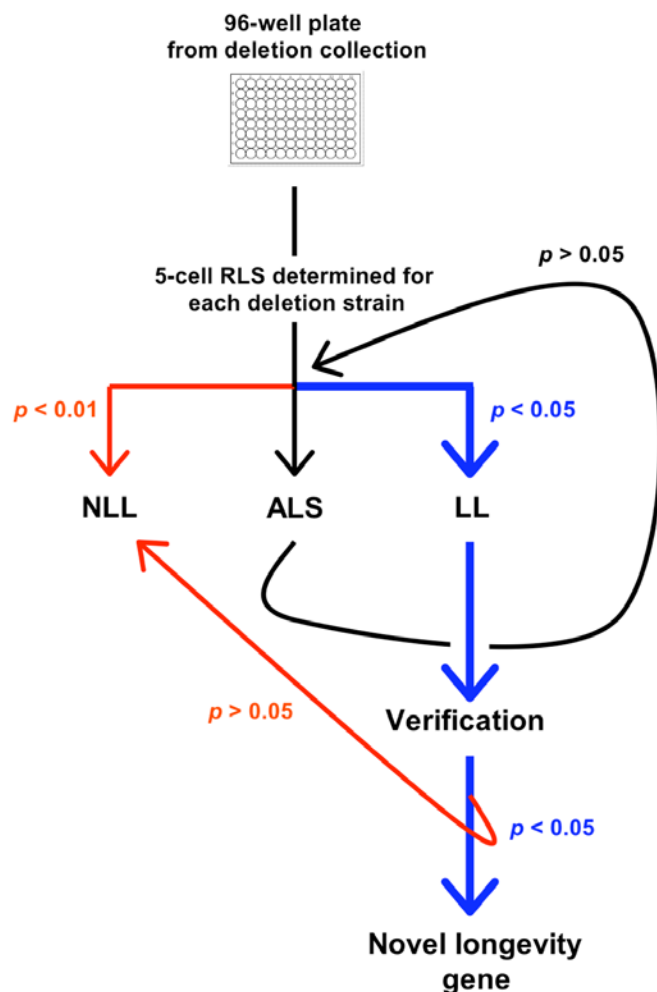 96-well plate
from deletion collection
5-cell RLS determined for
each deletion strain
p > 0.05
p < 0.01
p < 0.05
NLL
ALS
LL
p > 0.05
Verification
p < 0.05
Novel longevity
gene